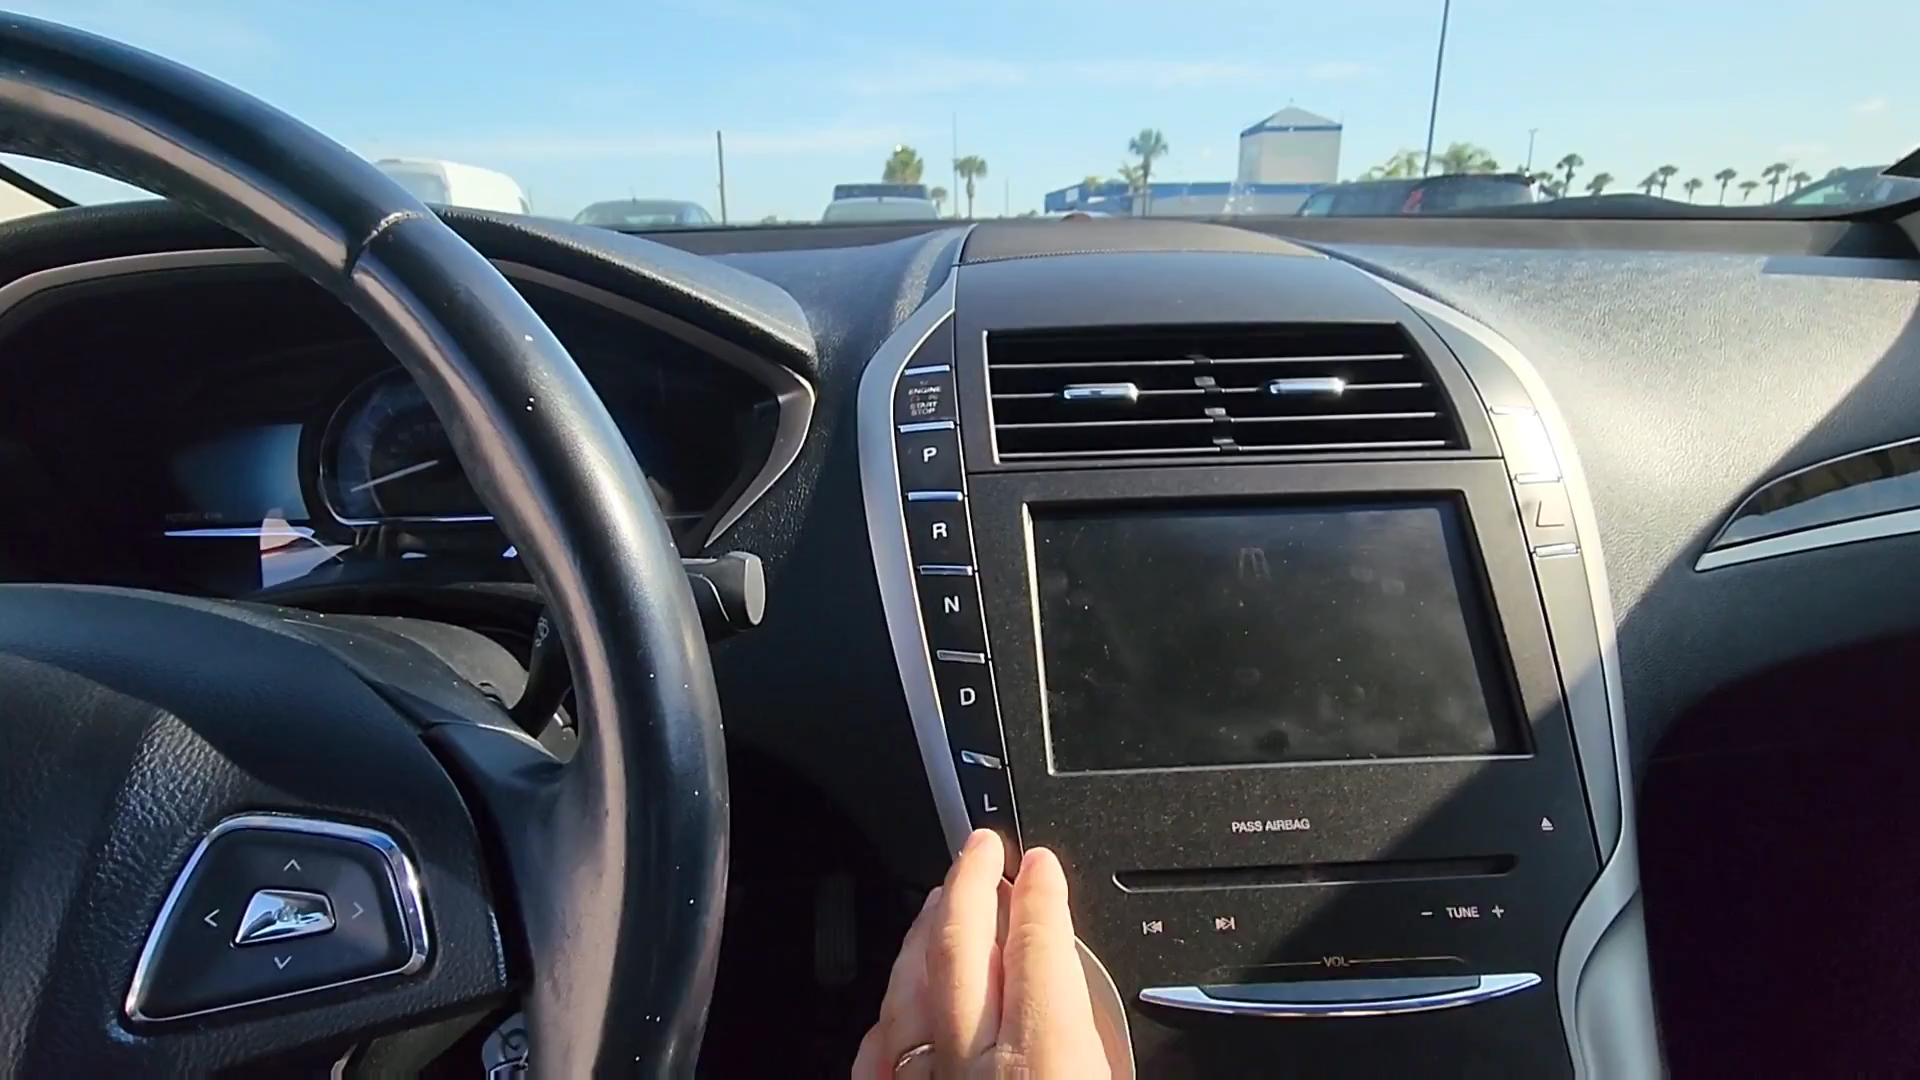 ENGINE
START
STOP
P
R
N
D
L
PASS AIRBAG
− TUNE +
VOL